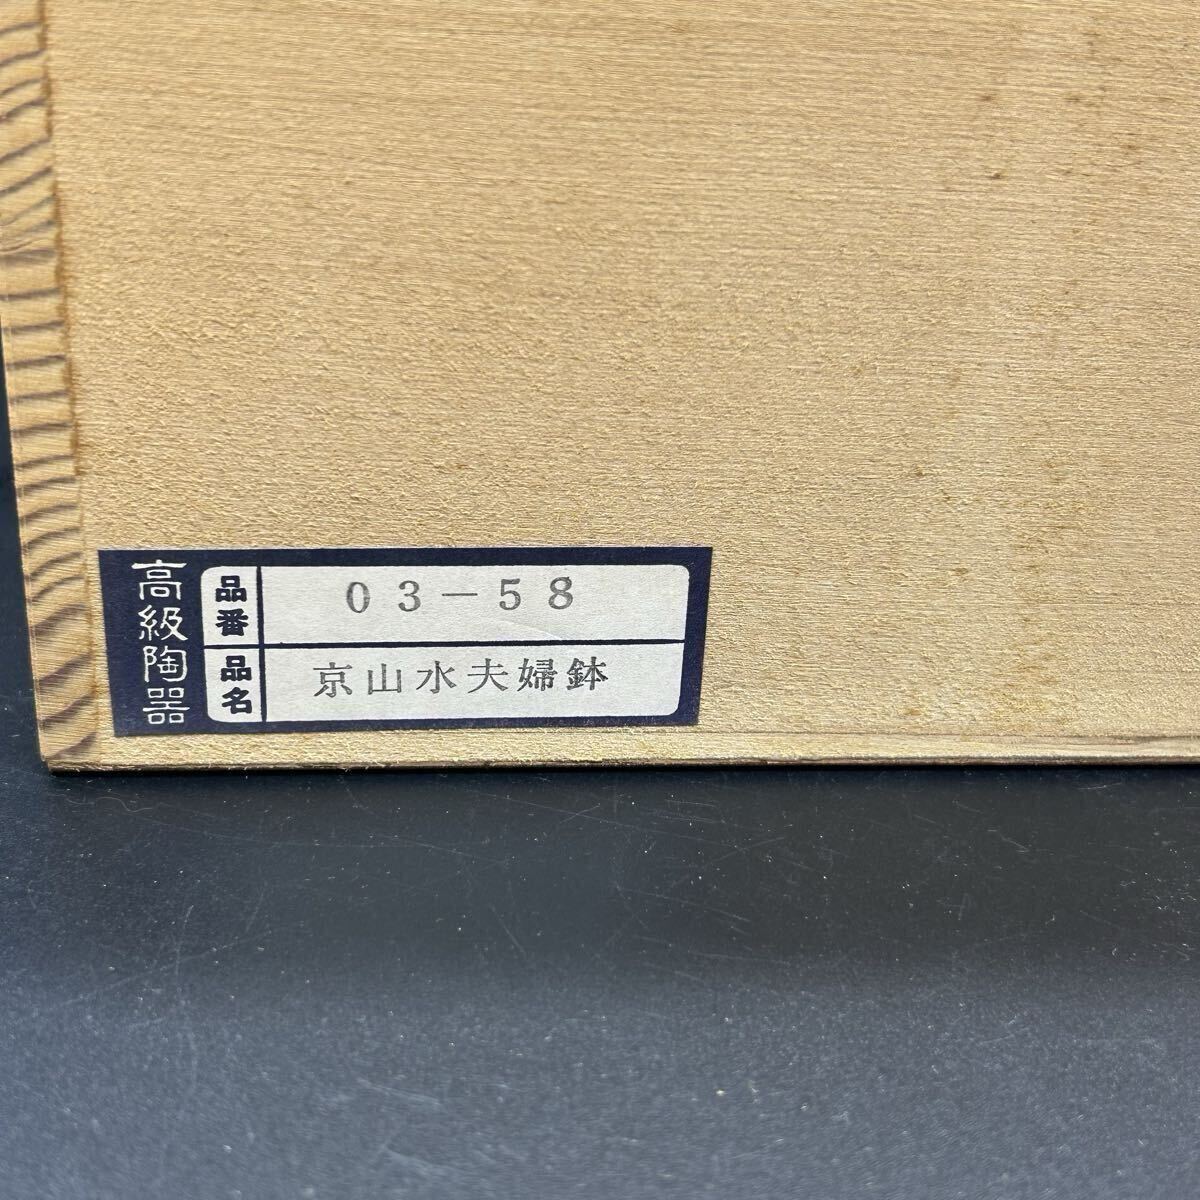 高級陶器
品番 03-58
品名 京山水夫婦鉢